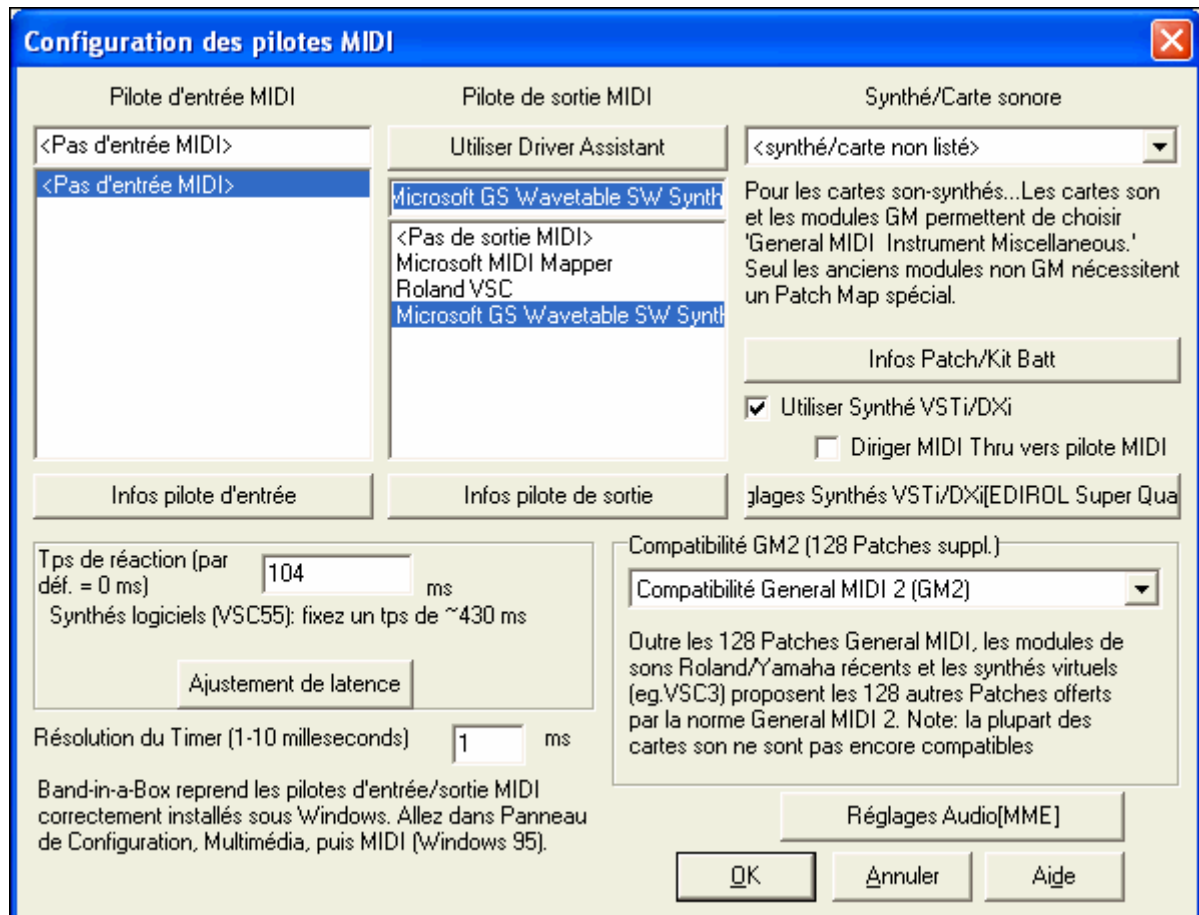 Configuration des pilotes MIDI
Pilote d'entrée MIDI
<Pas d'entrée MIDI>
<Pas d'entrée MIDI>
Infos pilote d'entrée
Pilote de sortie MIDI
Utiliser Driver Assistant
Microsoft GS Wavetable SW Synth
<Pas de sortie MIDI>
Microsoft MIDI Mapper
Roland VSC
Microsoft GS Wavetable SW Synth
Infos pilote de sortie
Synthé/Carte sonore
<synthé/carte non listé>
Pour les cartes son-synthés...Les cartes son
et les modules GM permettent de choisir
'General MIDI Instrument Miscellaneous.'
Seul les anciens modules non GM nécessitent
un Patch Map spécial.
Infos Patch/Kit Batt
Utiliser Synthé VSTi/DXi
Diriger MIDI Thru vers pilote MIDI
glages Synthés VSTi/DXi[EDIROL Super Qua
Tps de réaction (par
déf. = 0 ms)
104
ms
Synthés logiciels (VSC55): fixez un tps de ~430 ms
Ajustement de latence
Résolution du Timer (1-10 milleseconds)
1
ms
Band-in-a-Box reprend les pilotes d'entrée/sortie MIDI
correctement installés sous Windows. Allez dans Panneau
de Configuration, Multimédia, puis MIDI (Windows 95).
Compatibilité GM2 (128 Patches suppl.)
Compatibilité General MIDI 2 (GM2)
Outre les 128 Patches General MIDI, les modules de
sons Roland/Yamaha récents et les synthés virtuels
(eg.VSC3) proposent les 128 autres Patches offerts
par la norme General MIDI 2. Note: la plupart des
cartes son ne sont pas encore compatibles
Réglages Audio[MME]
OK
Annuler
Aide